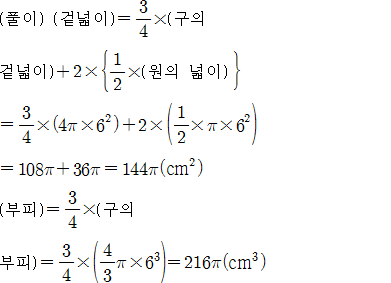 (풀이) (겉넓이)=3/4×(구의
겉넓이)+2×{1/2×(원의 넓이)}
=3/4×(4π×6²)+2×(1/2×π×6²)
=108π+36π=144π(cm²)
(부피)=3/4×(구의
부피)=3/4×(4/3π×6³)=216π(cm³)